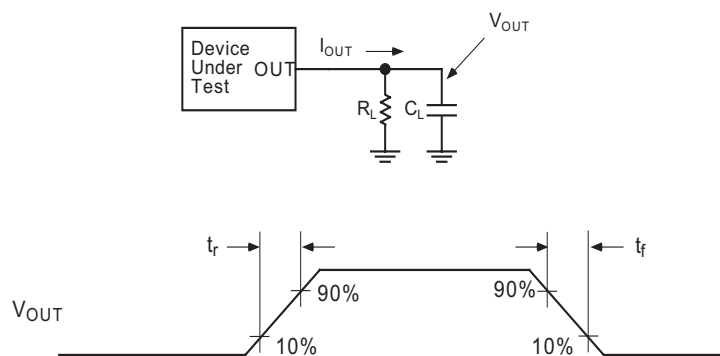 V_OUT
I_OUT
Device
Under OUT
Test
R_L C_L
t_r t_f
90% 90%
V_OUT
10% 10%